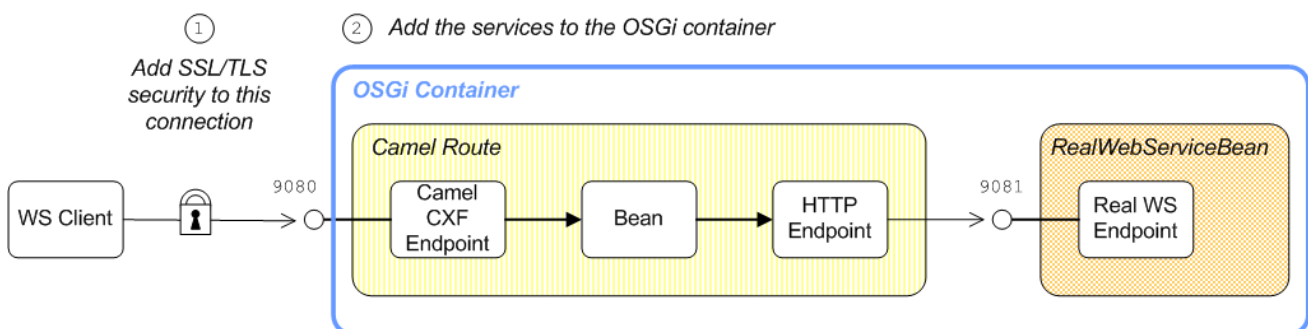 1
Add SSL/TLS
security to this
connection
2 Add the services to the OSGi container
OSGi Container
Camel Route
RealWebServiceBean
WS Client
9080
Camel
CXF
Endpoint
Bean
HTTP
Endpoint
9081
Real WS
Endpoint